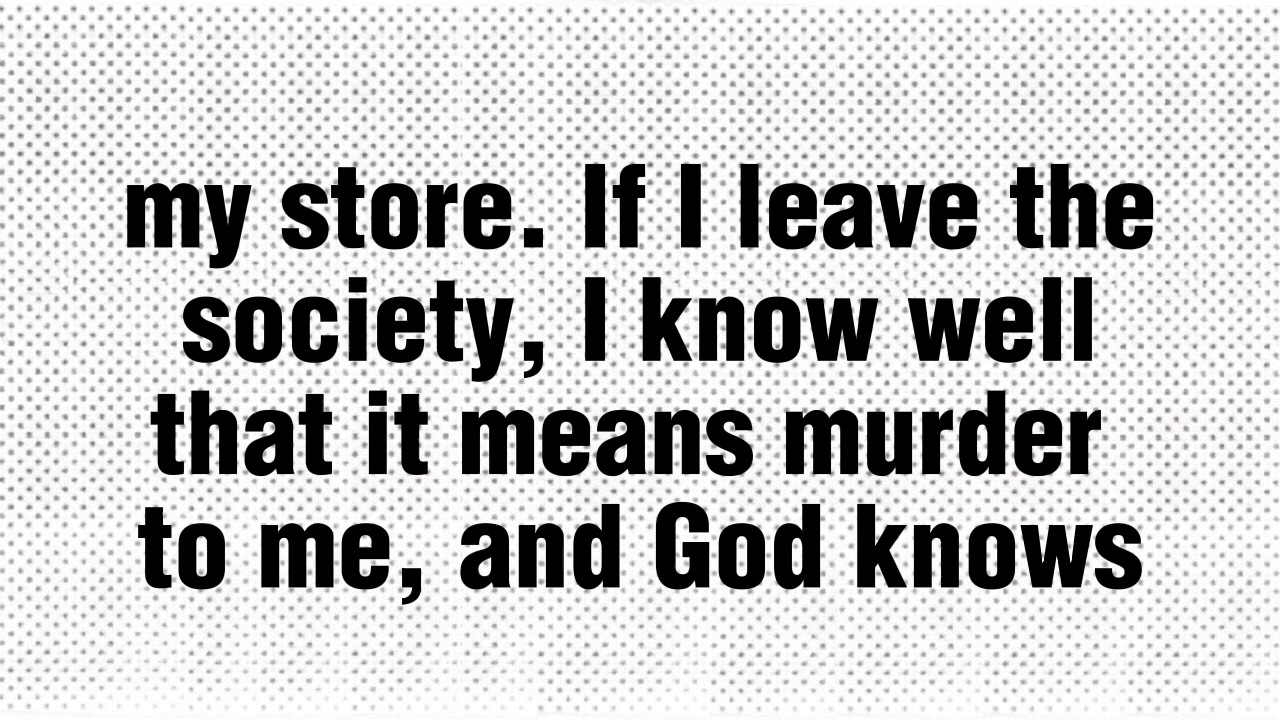 my store. If I leave the
society, I know well
that it means murder
to me, and God knows